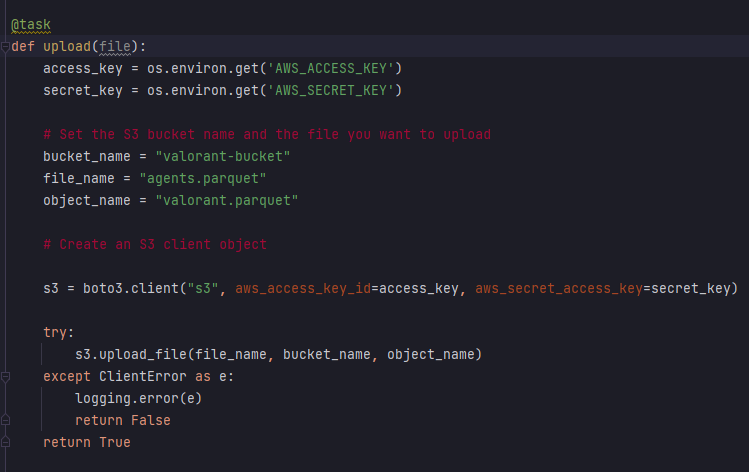 @task
def upload(file):
    access_key = os.environ.get('AWS_ACCESS_KEY')
    secret_key = os.environ.get('AWS_SECRET_KEY')
    # Set the S3 bucket name and the file you want to upload
    bucket_name = "valorant-bucket"
    file_name = "agents.parquet"
    object_name = "valorant.parquet"
    # Create an S3 client object
    s3 = boto3.client("s3", aws_access_key_id=access_key, aws_secret_access_key=secret_key)
    try:
        s3.upload_file(file_name, bucket_name, object_name)
    except ClientError as e:
        logging.error(e)
        return False
    return True